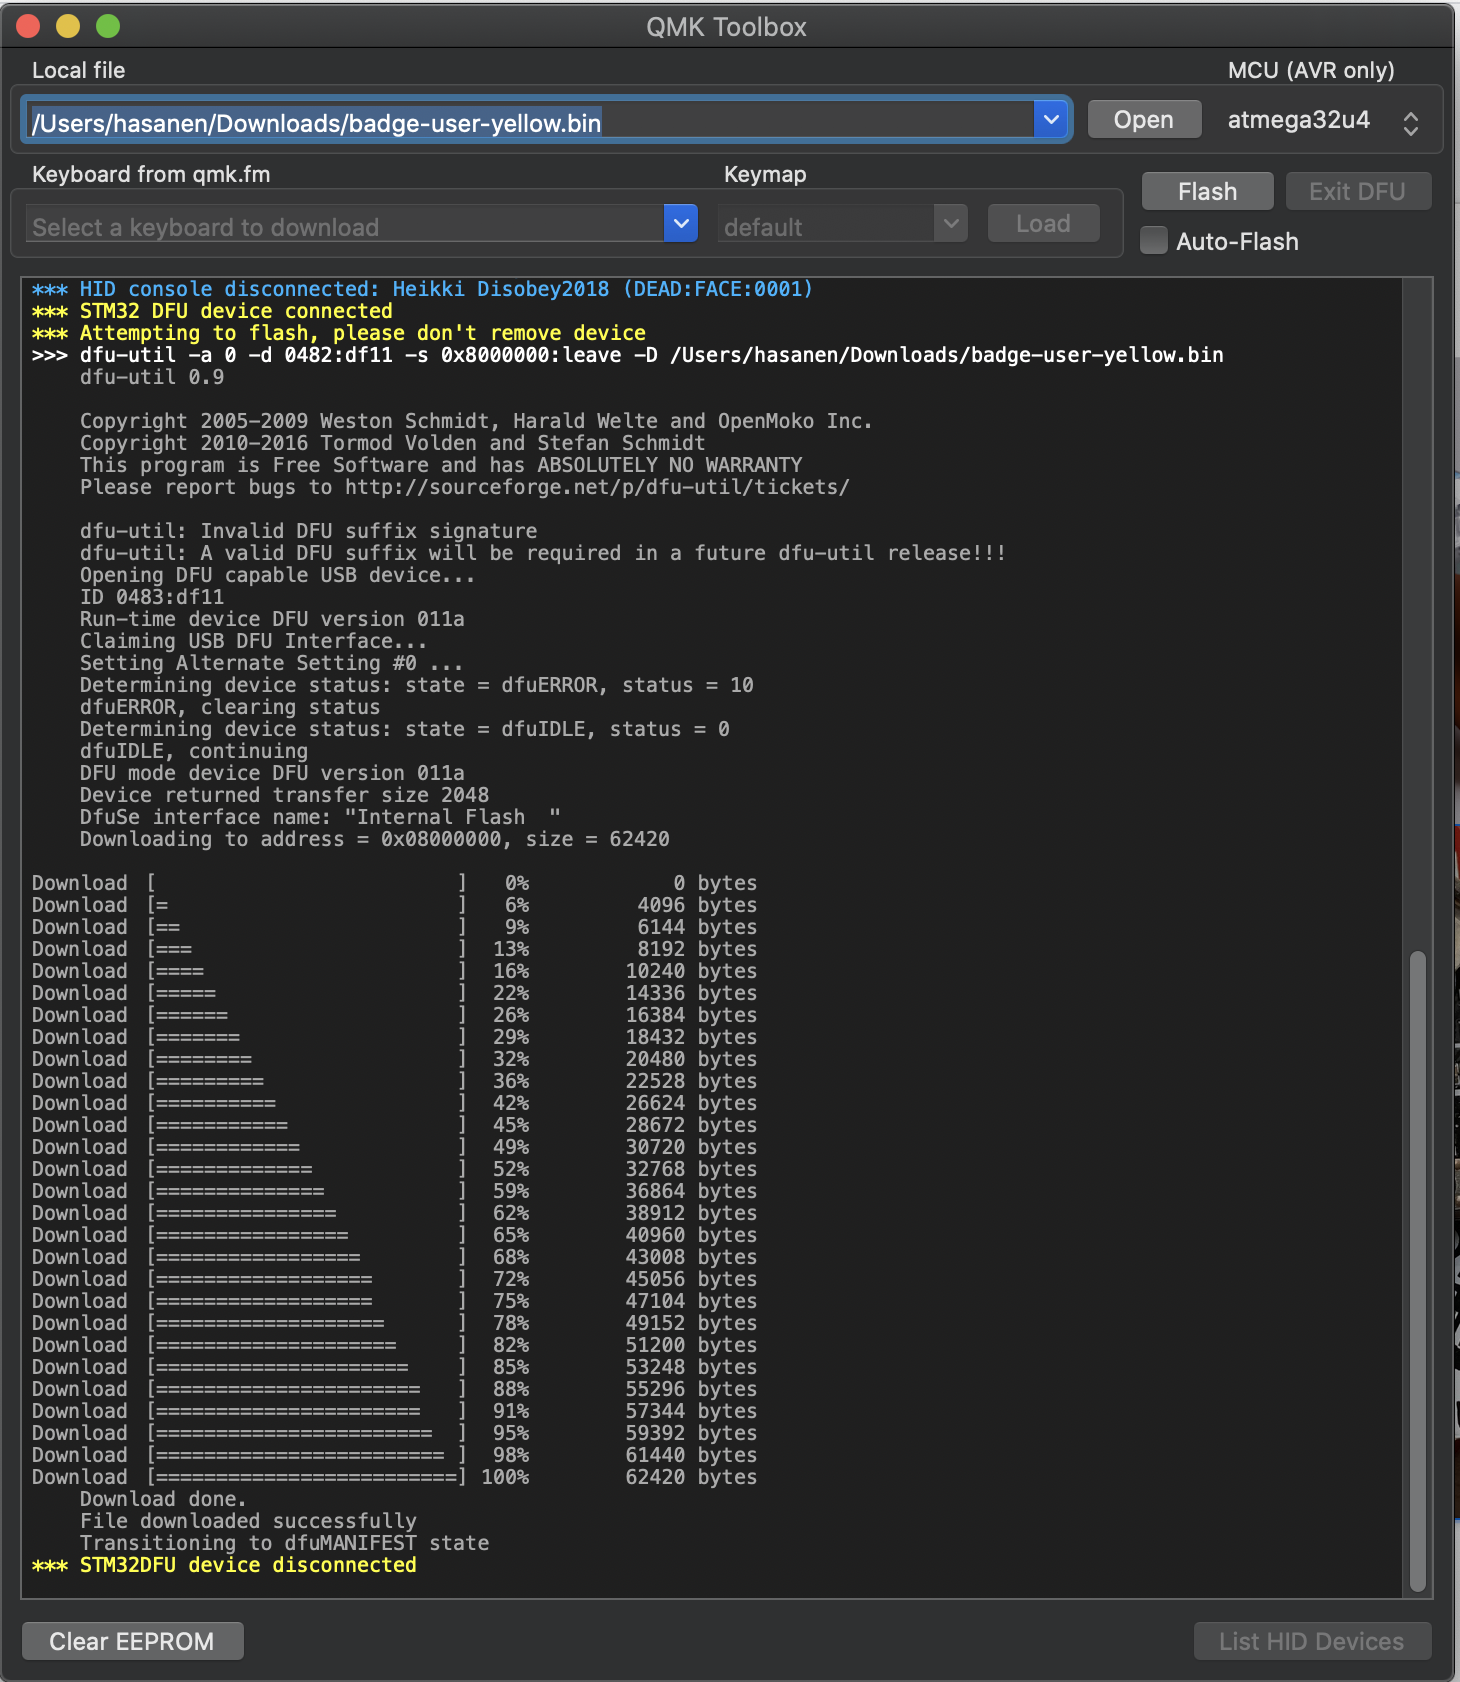 QMK Toolbox
Local file
MCU (AVR only)
/Users/hasanen/Downloads/badge-user-yellow.bin
Open
atmega32u4
Keyboard from qmk.fm
Keymap
Select a keyboard to download
default
Load
Flash
Exit DFU
Auto-Flash
*** HID console disconnected: Heikki Disobey2018 (DEAD:FACE:0001)
*** STM32 DFU device connected
*** Attempting to flash, please don't remove device
>>> dfu-util -a 0 -d 0482:df11 -s 0x8000000:leave -D /Users/hasanen/Downloads/badge-user-yellow.bin
dfu-util 0.9
Copyright 2005-2009 Weston Schmidt, Harald Welte and OpenMoko Inc.
Copyright 2010-2016 Tormod Volden and Stefan Schmidt
This program is Free Software and has ABSOLUTELY NO WARRANTY
Please report bugs to http://sourceforge.net/p/dfu-util/tickets/
dfu-util: Invalid DFU suffix signature
dfu-util: A valid DFU suffix will be required in a future dfu-util release!!!
Opening DFU capable USB device...
ID 0483:df11
Run-time device DFU version 011a
Claiming USB DFU Interface...
Setting Alternate Setting #0 ...
Determining device status: state = dfuERROR, status = 10
dfuERROR, clearing status
Determining device status: state = dfuIDLE, status = 0
dfuIDLE, continuing
DFU mode device DFU version 011a
Device returned transfer size 2048
DfuSe interface name: "Internal Flash  "
Downloading to address = 0x08000000, size = 62420
Download [                         ]   0%            0 bytes
Download [=                        ]   6%         4096 bytes
Download [==                       ]   9%         6144 bytes
Download [===                      ]  13%         8192 bytes
Download [====                     ]  16%        10240 bytes
Download [=====                    ]  22%        14336 bytes
Download [======                   ]  26%        16384 bytes
Download [=======                  ]  29%        18432 bytes
Download [========                 ]  32%        20480 bytes
Download [=========                ]  36%        22528 bytes
Download [==========               ]  42%        26624 bytes
Download [===========              ]  45%        28672 bytes
Download [============             ]  49%        30720 bytes
Download [=============            ]  52%        32768 bytes
Download [==============           ]  59%        36864 bytes
Download [===============          ]  62%        38912 bytes
Download [================         ]  65%        40960 bytes
Download [=================        ]  68%        43008 bytes
Download [==================       ]  72%        45056 bytes
Download [==================       ]  75%        47104 bytes
Download [===================      ]  78%        49152 bytes
Download [====================     ]  82%        51200 bytes
Download [=====================    ]  85%        53248 bytes
Download [======================   ]  88%        55296 bytes
Download [======================   ]  91%        57344 bytes
Download [=======================  ]  95%        59392 bytes
Download [======================== ]  98%        61440 bytes
Download [=========================] 100%        62420 bytes
Download done.
File downloaded successfully
Transitioning to dfuMANIFEST state
*** STM32DFU device disconnected
Clear EEPROM
List HID Devices